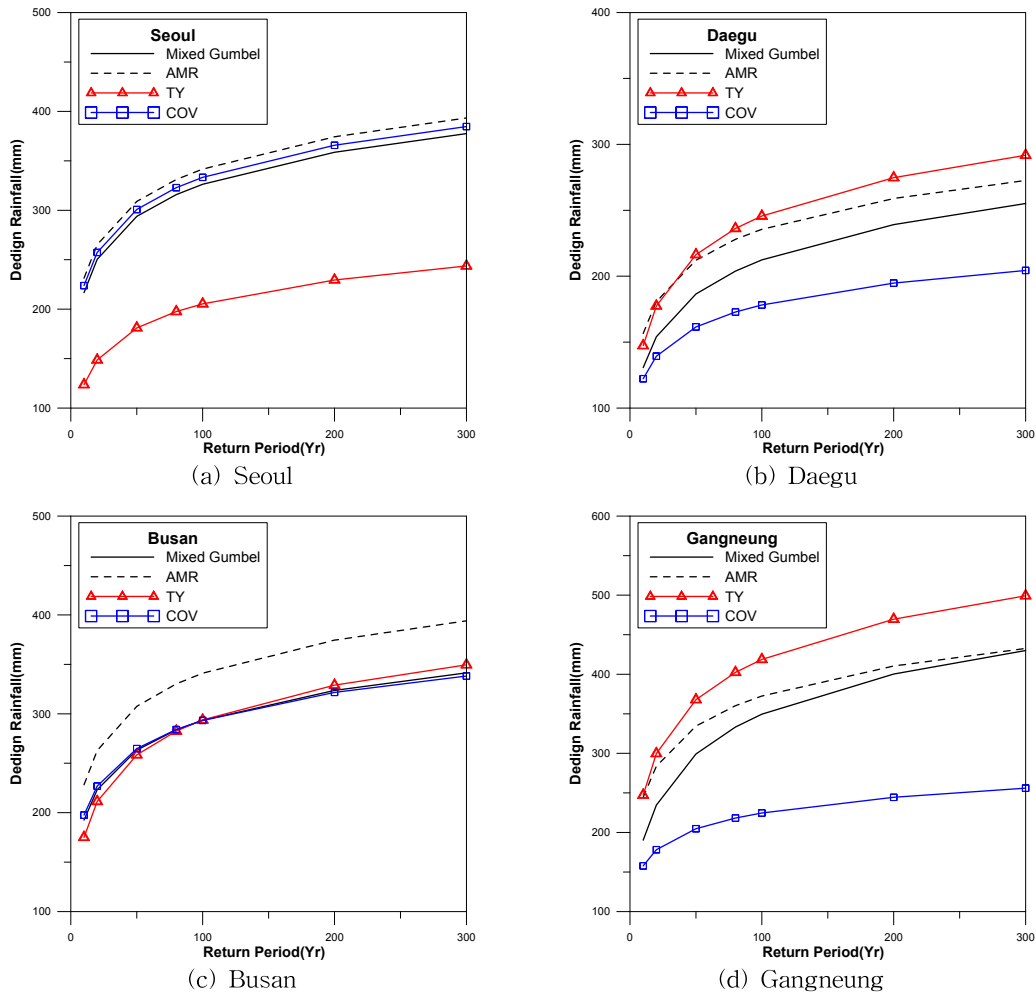 500
400
300
200
100
Dedign Rainfall(mm)
Seoul
Mixed Gumbel
AMR
TY
COV
0
100
200
300
Return Period(Yr)
(a) Seoul
400
300
200
100
Dedign Rainfall(mm)
Daegu
Mixed Gumbel
AMR
TY
COV
0
100
200
300
Return Period(Yr)
(b) Daegu
500
400
300
200
100
Dedign Rainfall(mm)
Busan
Mixed Gumbel
AMR
TY
COV
0
100
200
300
Return Period(Yr)
(c) Busan
600
500
400
300
200
100
Dedign Rainfall(mm)
Gangneung
Mixed Gumbel
AMR
TY
COV
0
100
200
300
Return Period(Yr)
(d) Gangneung